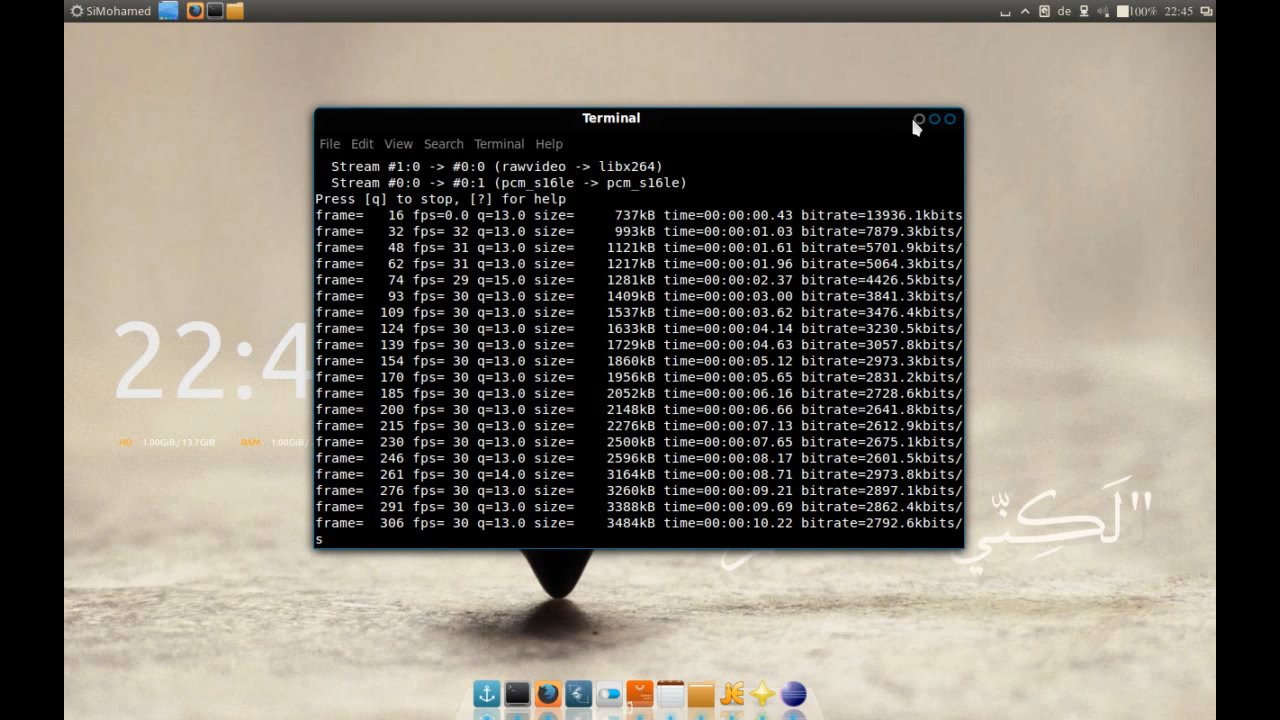 SiMohamed
de
100% 22:45
Terminal
File Edit View Search Terminal Help
Stream #1:0 -> #0:0 (rawvideo -> libx264)
Stream #0:0 -> #0:1 (pcm_s16le -> pcm_s16le)
Press [q] to stop, [?] for help
frame=   16 fps=0.0 q=13.0 size=     737kB time=00:00:00.43 bitrate=13936.1kbits
frame=   32 fps= 32 q=13.0 size=     993kB time=00:00:01.03 bitrate=7879.3kbits/
frame=   48 fps= 31 q=13.0 size=    1121kB time=00:00:01.61 bitrate=5701.9kbits/
frame=   62 fps= 31 q=13.0 size=    1217kB time=00:00:01.96 bitrate=5064.3kbits/
frame=   74 fps= 29 q=15.0 size=    1281kB time=00:00:02.37 bitrate=4426.5kbits/
frame=   93 fps= 30 q=13.0 size=    1409kB time=00:00:03.00 bitrate=3841.3kbits/
frame=  109 fps= 30 q=13.0 size=    1537kB time=00:00:03.62 bitrate=3476.4kbits/
frame=  124 fps= 30 q=13.0 size=    1633kB time=00:00:04.14 bitrate=3230.5kbits/
frame=  139 fps= 30 q=13.0 size=    1729kB time=00:00:04.63 bitrate=3057.8kbits/
frame=  154 fps= 30 q=13.0 size=    1860kB time=00:00:05.12 bitrate=2973.3kbits/
frame=  170 fps= 30 q=13.0 size=    1956kB time=00:00:05.65 bitrate=2831.2kbits/
frame=  185 fps= 30 q=13.0 size=    2052kB time=00:00:06.16 bitrate=2728.6kbits/
frame=  200 fps= 30 q=13.0 size=    2148kB time=00:00:06.66 bitrate=2641.8kbits/
frame=  215 fps= 30 q=13.0 size=    2276kB time=00:00:07.13 bitrate=2612.9kbits/
frame=  230 fps= 30 q=13.0 size=    2500kB time=00:00:07.65 bitrate=2675.1kbits/
frame=  246 fps= 30 q=13.0 size=    2596kB time=00:00:08.17 bitrate=2601.5kbits/
frame=  261 fps= 30 q=14.0 size=    3164kB time=00:00:08.71 bitrate=2973.8kbits/
frame=  276 fps= 30 q=13.0 size=    3260kB time=00:00:09.21 bitrate=2897.1kbits/
frame=  291 fps= 30 q=13.0 size=    3388kB time=00:00:09.69 bitrate=2862.4kbits/
frame=  306 fps= 30 q=13.0 size=    3484kB time=00:00:10.22 bitrate=2792.6kbits/
s
22:4
HD 1.00GiB / 13.7GiB RAM 1.00GiB /
"لَكِنّي